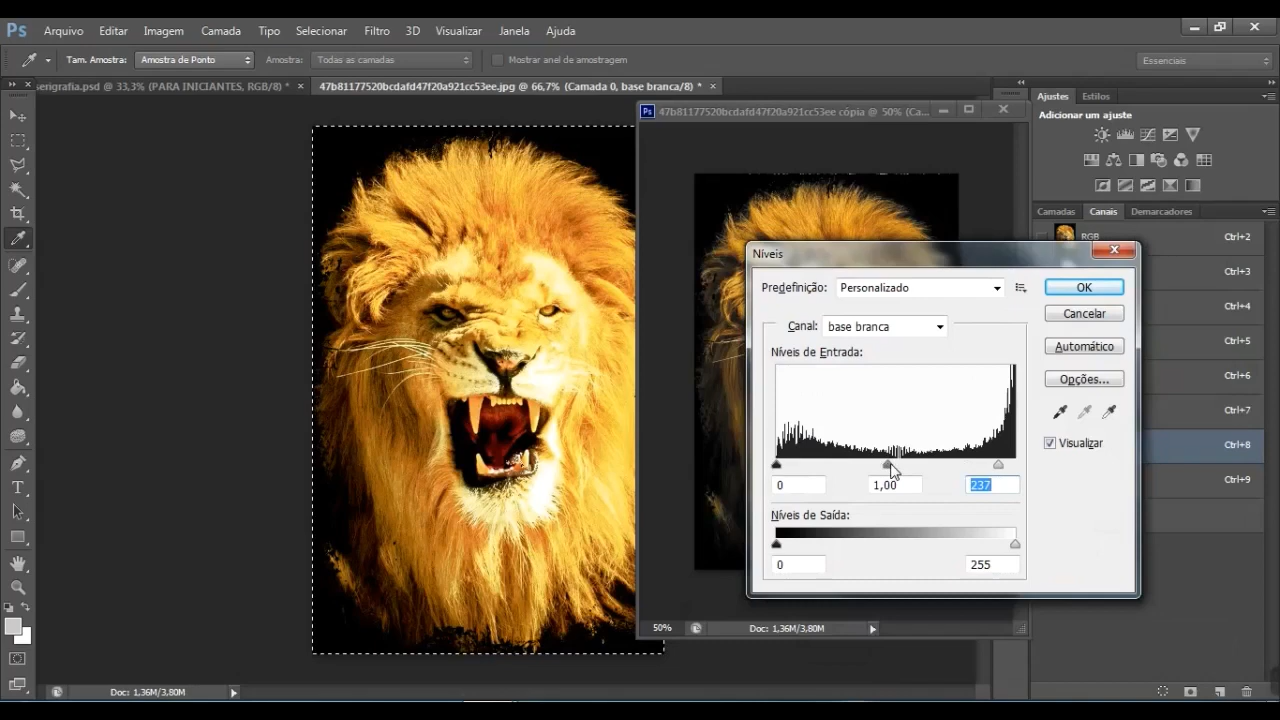 Ps Arquivo Editar Imagem Camada Tipo Selecionar Filtro 3D Visualizar Janela Ajuda
Tam. Amostra: Amostra de Ponto Amostra: Todas as camadas Mostrar anel de amostragem Essenciais
serigrafia.psd @ 33,3% (PARA INICIANTES, RGB/8) * × 47b81177520bcdafd47f20a921cc53ee.jpg @ 66,7% (Camada 0, base branca/8) * ×
Ps 47b81177520bcdafd47f20a921cc53ee cópia @ 50% (Ca...
Ajustes Estilos
Adicionar um ajuste
Camadas Canais Demarcadores
RGB Ctrl+2
Ctrl+3
Ctrl+4
Ctrl+5
Ctrl+6
Ctrl+7
Ctrl+8
Ctrl+9
Níveis
Predefinição: Personalizado OK
Canal: base branca Cancelar
Níveis de Entrada: Automático
Opções...
Visualizar
0 1,00 237
Níveis de Saída:
0 255
50% Doc: 1,36M/3,80M
T
Doc: 1,36M/3,80M